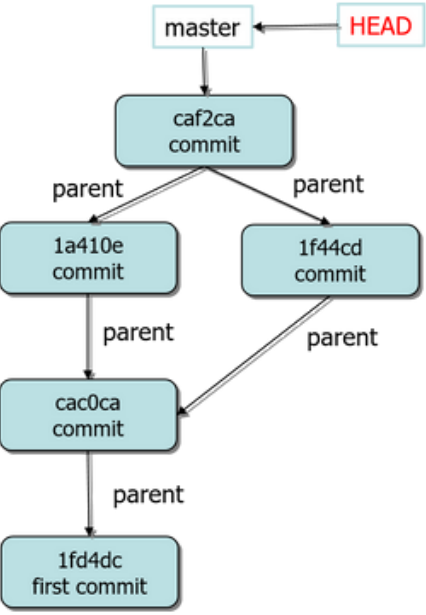 master
HEAD
caf2ca
commit
parent
parent
1a410e
commit
1f44cd
commit
parent
parent
cac0ca
commit
parent
1fd4dc
first commit